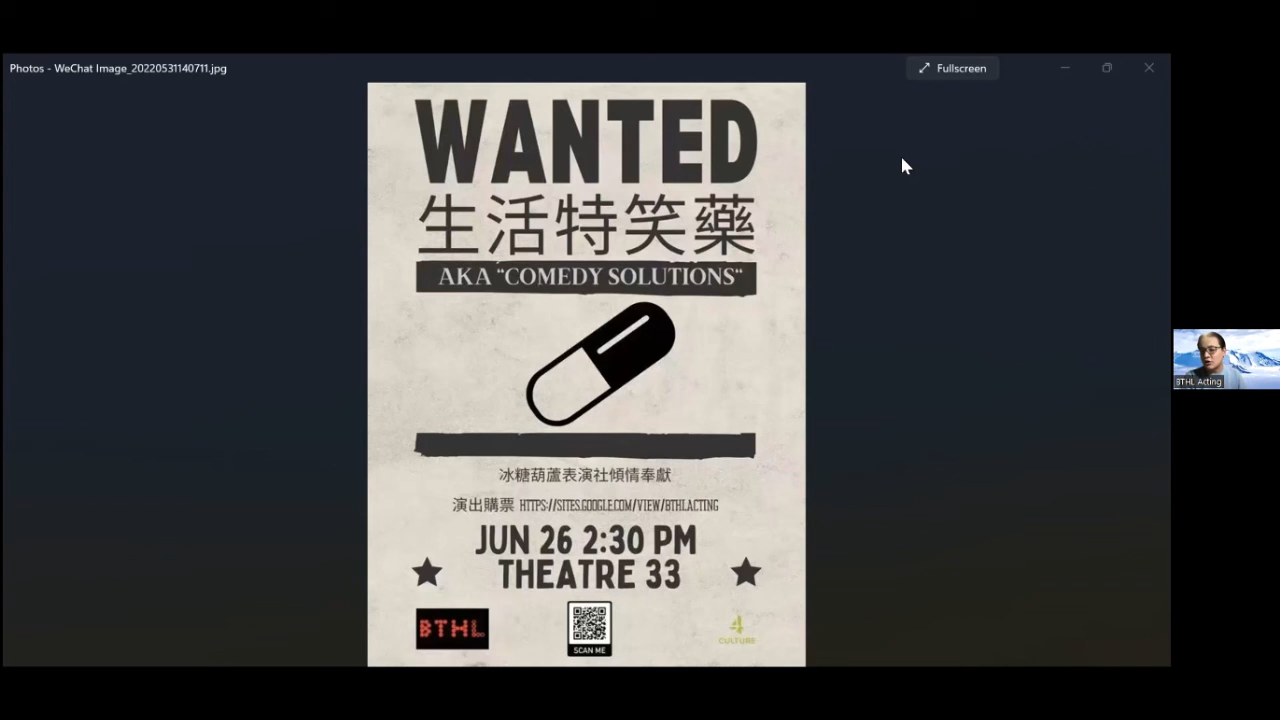 Photos - WeChat Image_20220531140711.jpg
Fullscreen
WANTED
生活特笑藥
AKA “COMEDY SOLUTIONS“
冰糖葫蘆表演社傾情奉獻
演出購票 HTTPS://SITES.GOOGLE.COM/VIEW/BTHLACTING
JUN 26 2:30 PM
THEATRE 33
BTHL
SCAN ME
4
CULTURE
BTHL Acting